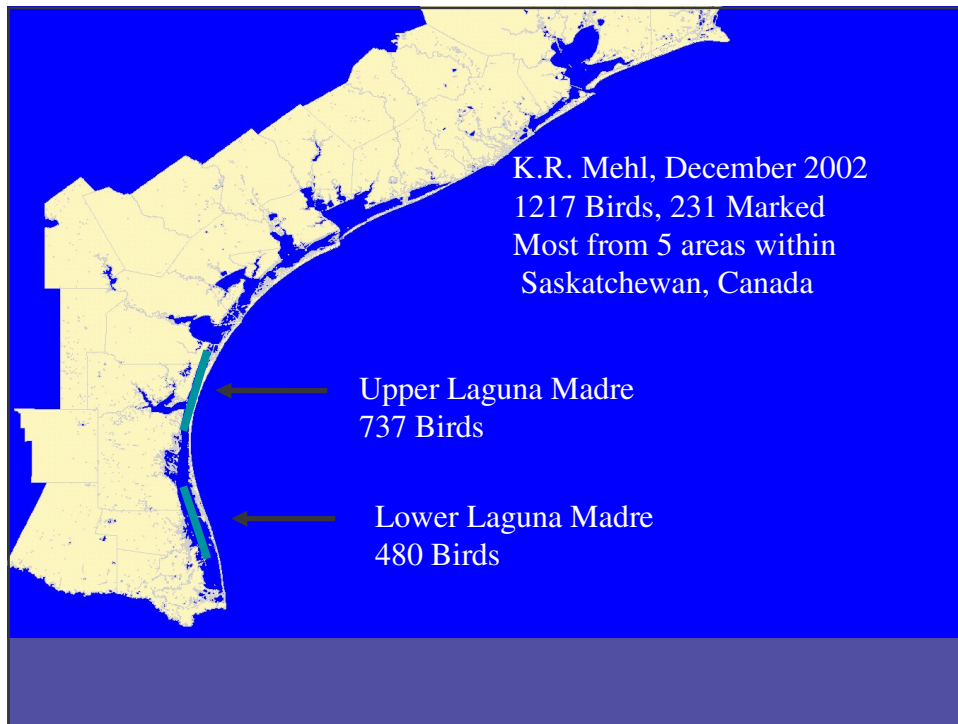 K.R. Mehl, December 2002
1217 Birds, 231 Marked
Most from 5 areas within
Saskatchewan, Canada
Upper Laguna Madre
737 Birds
Lower Laguna Madre
480 Birds